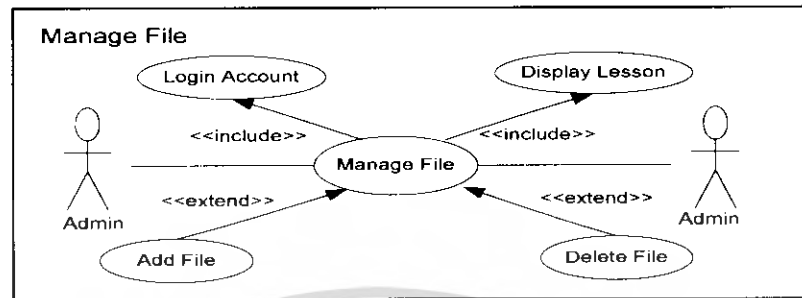 Manage File
Login Account
Display Lesson
<<include>>
<<include>>
Manage File
<<extend>>
<<extend>>
Admin
Admin
Add File
Delete File